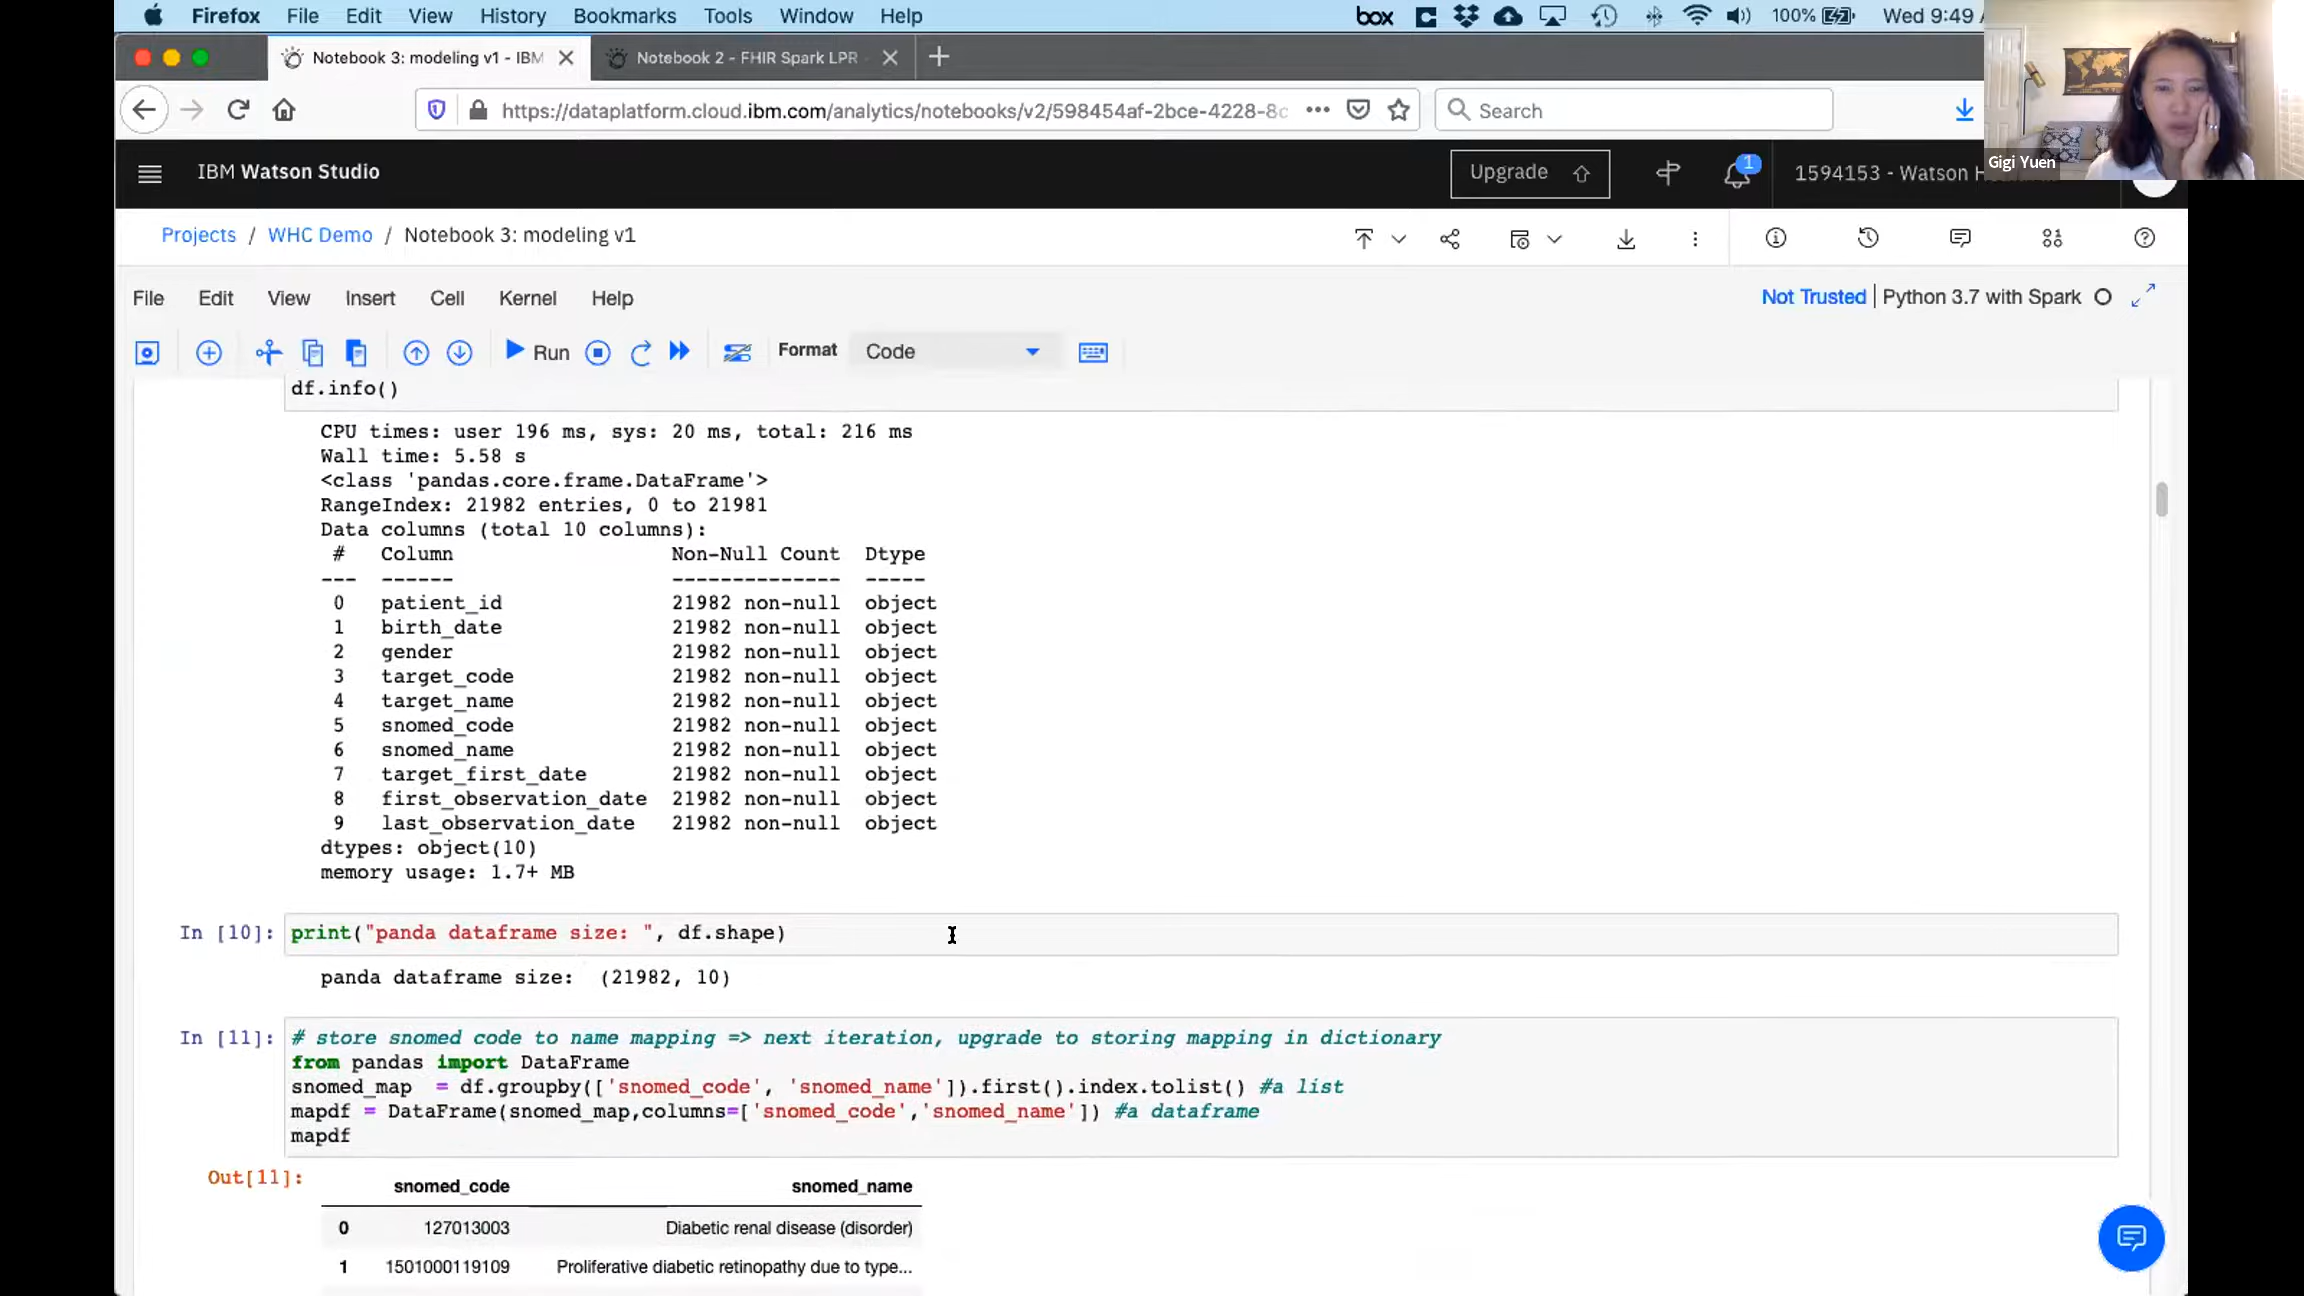 Firefox File Edit View History Bookmarks Tools Window Help box 100% Wed 9:49
Notebook 3: modeling v1 - IBM Notebook 2 - FHIR Spark LPR
https://dataplatform.cloud.ibm.com/analytics/notebooks/v2/598454af-2bce-4228-8c Search
Gigi Yuen
IBM Watson Studio Upgrade 1 1594153 - Watson
Projects / WHC Demo / Notebook 3: modeling v1
File Edit View Insert Cell Kernel Help Not Trusted | Python 3.7 with Spark
Run Format Code
df.info()
CPU times: user 196 ms, sys: 20 ms, total: 216 ms
Wall time: 5.58 s
<class 'pandas.core.frame.DataFrame'>
RangeIndex: 21982 entries, 0 to 21981
Data columns (total 10 columns):
# Column Non-Null Count Dtype
--- ------ -------------- -----
0 patient_id 21982 non-null object
1 birth_date 21982 non-null object
2 gender 21982 non-null object
3 target_code 21982 non-null object
4 target_name 21982 non-null object
5 snomed_code 21982 non-null object
6 snomed_name 21982 non-null object
7 target_first_date 21982 non-null object
8 first_observation_date 21982 non-null object
9 last_observation_date 21982 non-null object
dtypes: object(10)
memory usage: 1.7+ MB
In [10]: print("panda dataframe size: ", df.shape)
panda dataframe size: (21982, 10)
In [11]: # store snomed code to name mapping => next iteration, upgrade to storing mapping in dictionary
from pandas import DataFrame
snomed_map = df.groupby(['snomed_code', 'snomed_name']).first().index.tolist() #a list
mapdf = DataFrame(snomed_map,columns=['snomed_code','snomed_name']) #a dataframe
mapdf
Out[11]:
snomed_code snomed_name
0 127013003 Diabetic renal disease (disorder)
1 1501000119109 Proliferative diabetic retinopathy due to type...